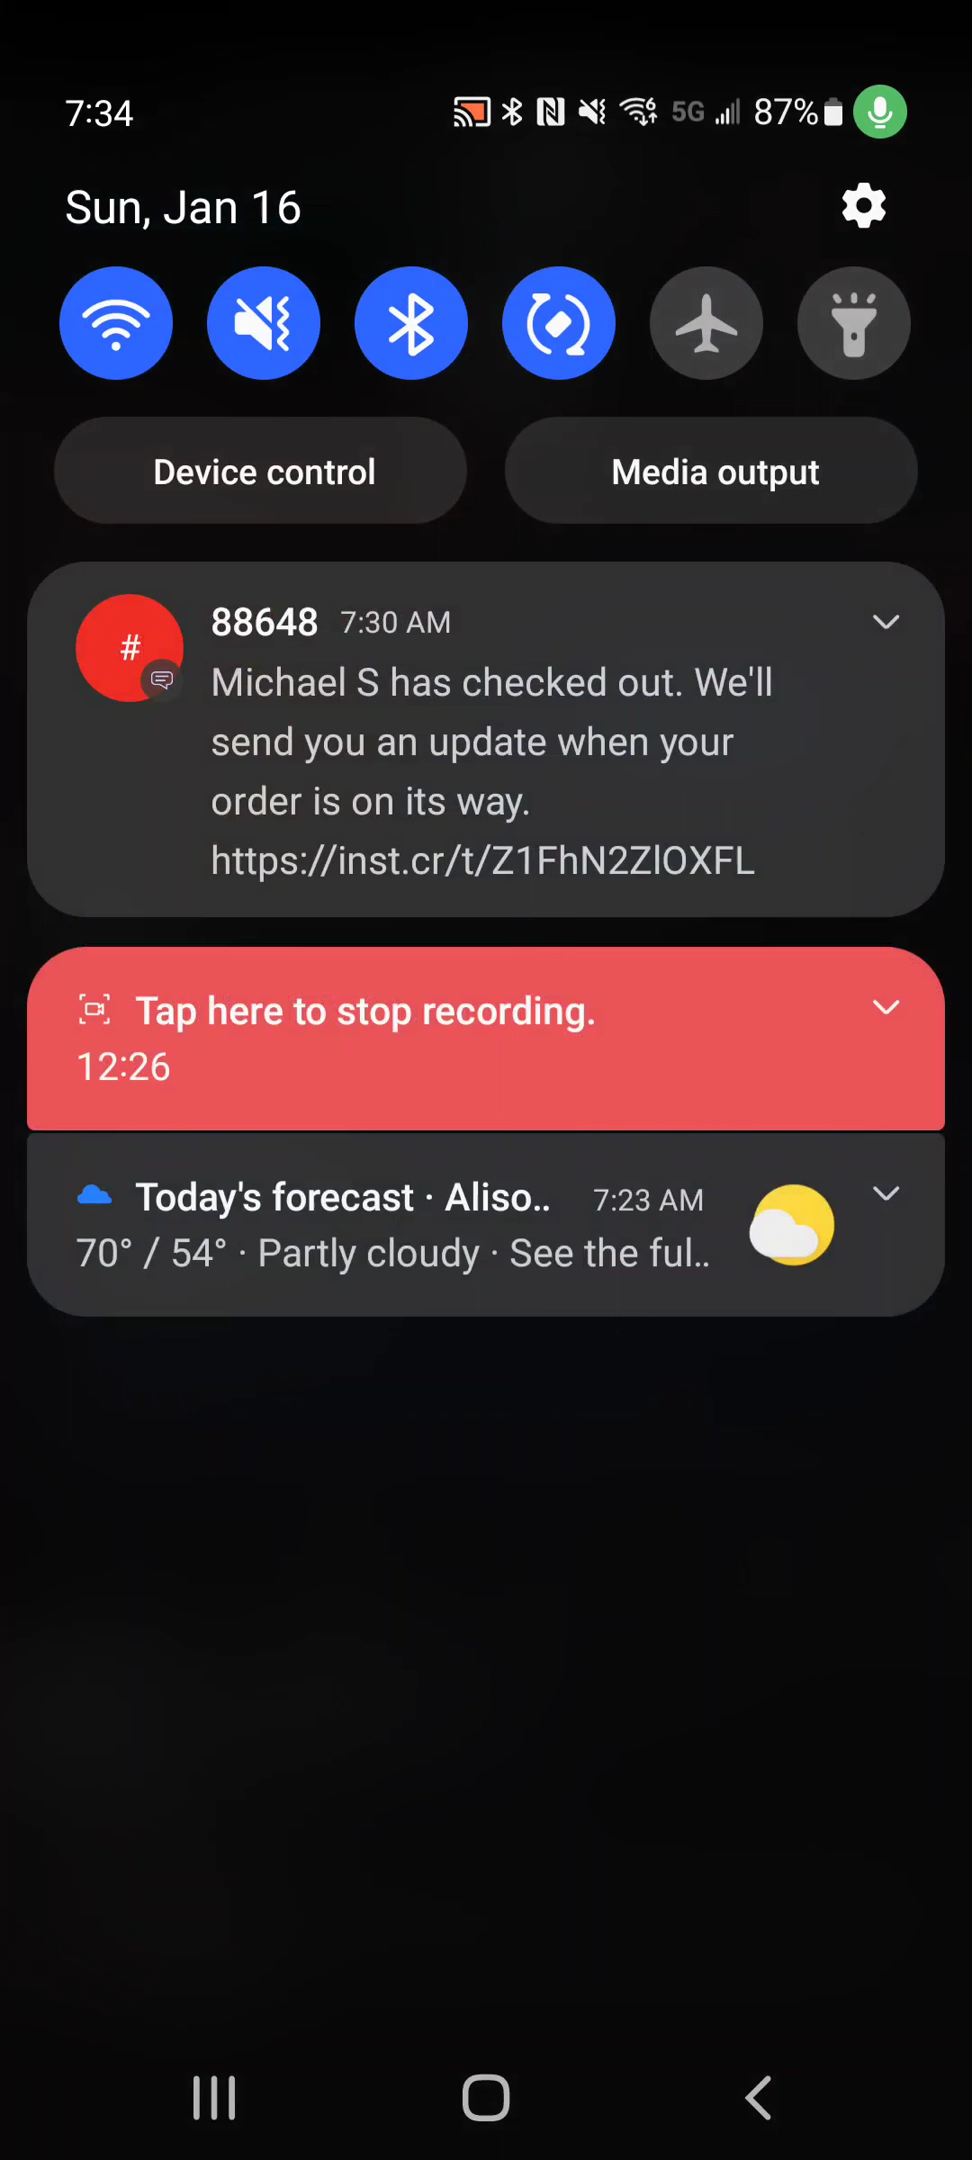 7:34
5G 87%
Sun, Jan 16
Device control
Media output
#
88648 7:30 AM
Michael S has checked out. We'll
send you an update when your
order is on its way.
https://inst.cr/t/Z1FhN2ZlOXFL
Tap here to stop recording.
12:26
Today's forecast · Aliso.. 7:23 AM
70° / 54° · Partly cloudy · See the ful..